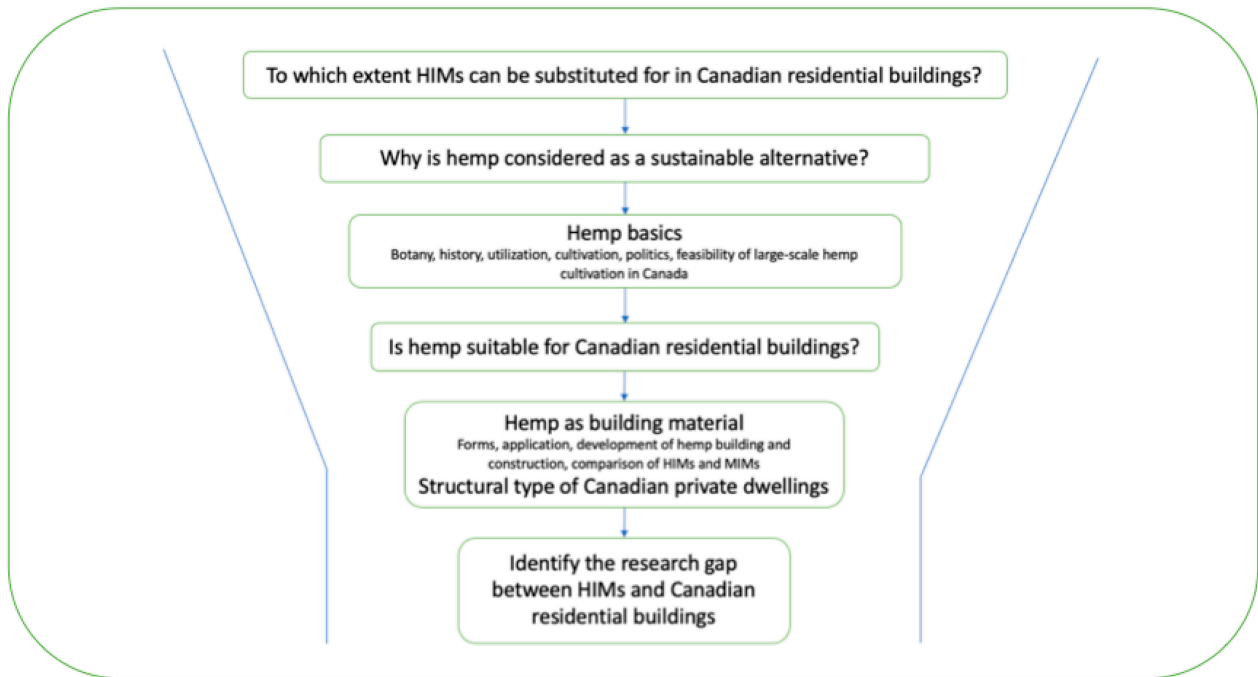 To which extent HIMs can be substituted for in Canadian residential buildings?
Why is hemp considered as a sustainable alternative?
Hemp basics
Botany, history, utilization, cultivation, politics, feasibility of large-scale hemp
cultivation in Canada
Is hemp suitable for Canadian residential buildings?
Hemp as building material
Forms, application, development of hemp building and
construction, comparison of HIMs and MIMs
Structural type of Canadian private dwellings
Identify the research gap
between HIMs and Canadian
residential buildings